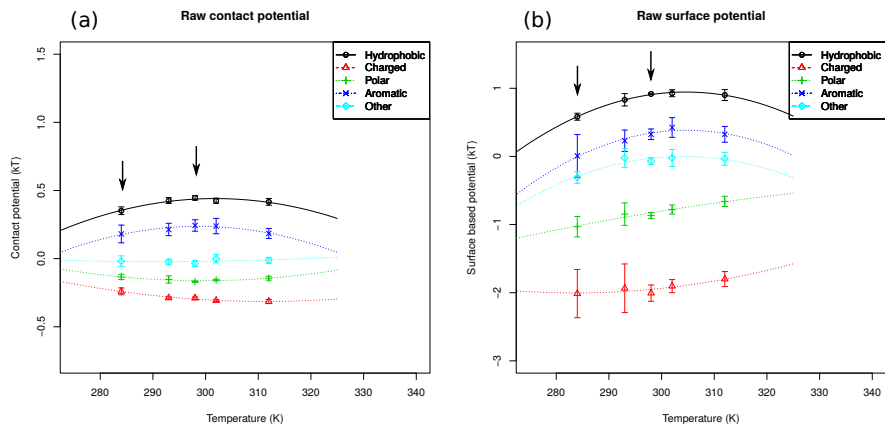 (a) Raw contact potential
Hydrophobic
Charged
Polar
Aromatic
Other
1.5
1.0
0.5
0.0
−0.5
Contact potential (kT)
280 290 300 310 320 330 340
Temperature (K)
(b) Raw surface potential
Hydrophobic
Charged
Polar
Aromatic
Other
1
0
−1
−2
−3
Surface based potential (kT)
280 290 300 310 320 330 340
Temperature (K)